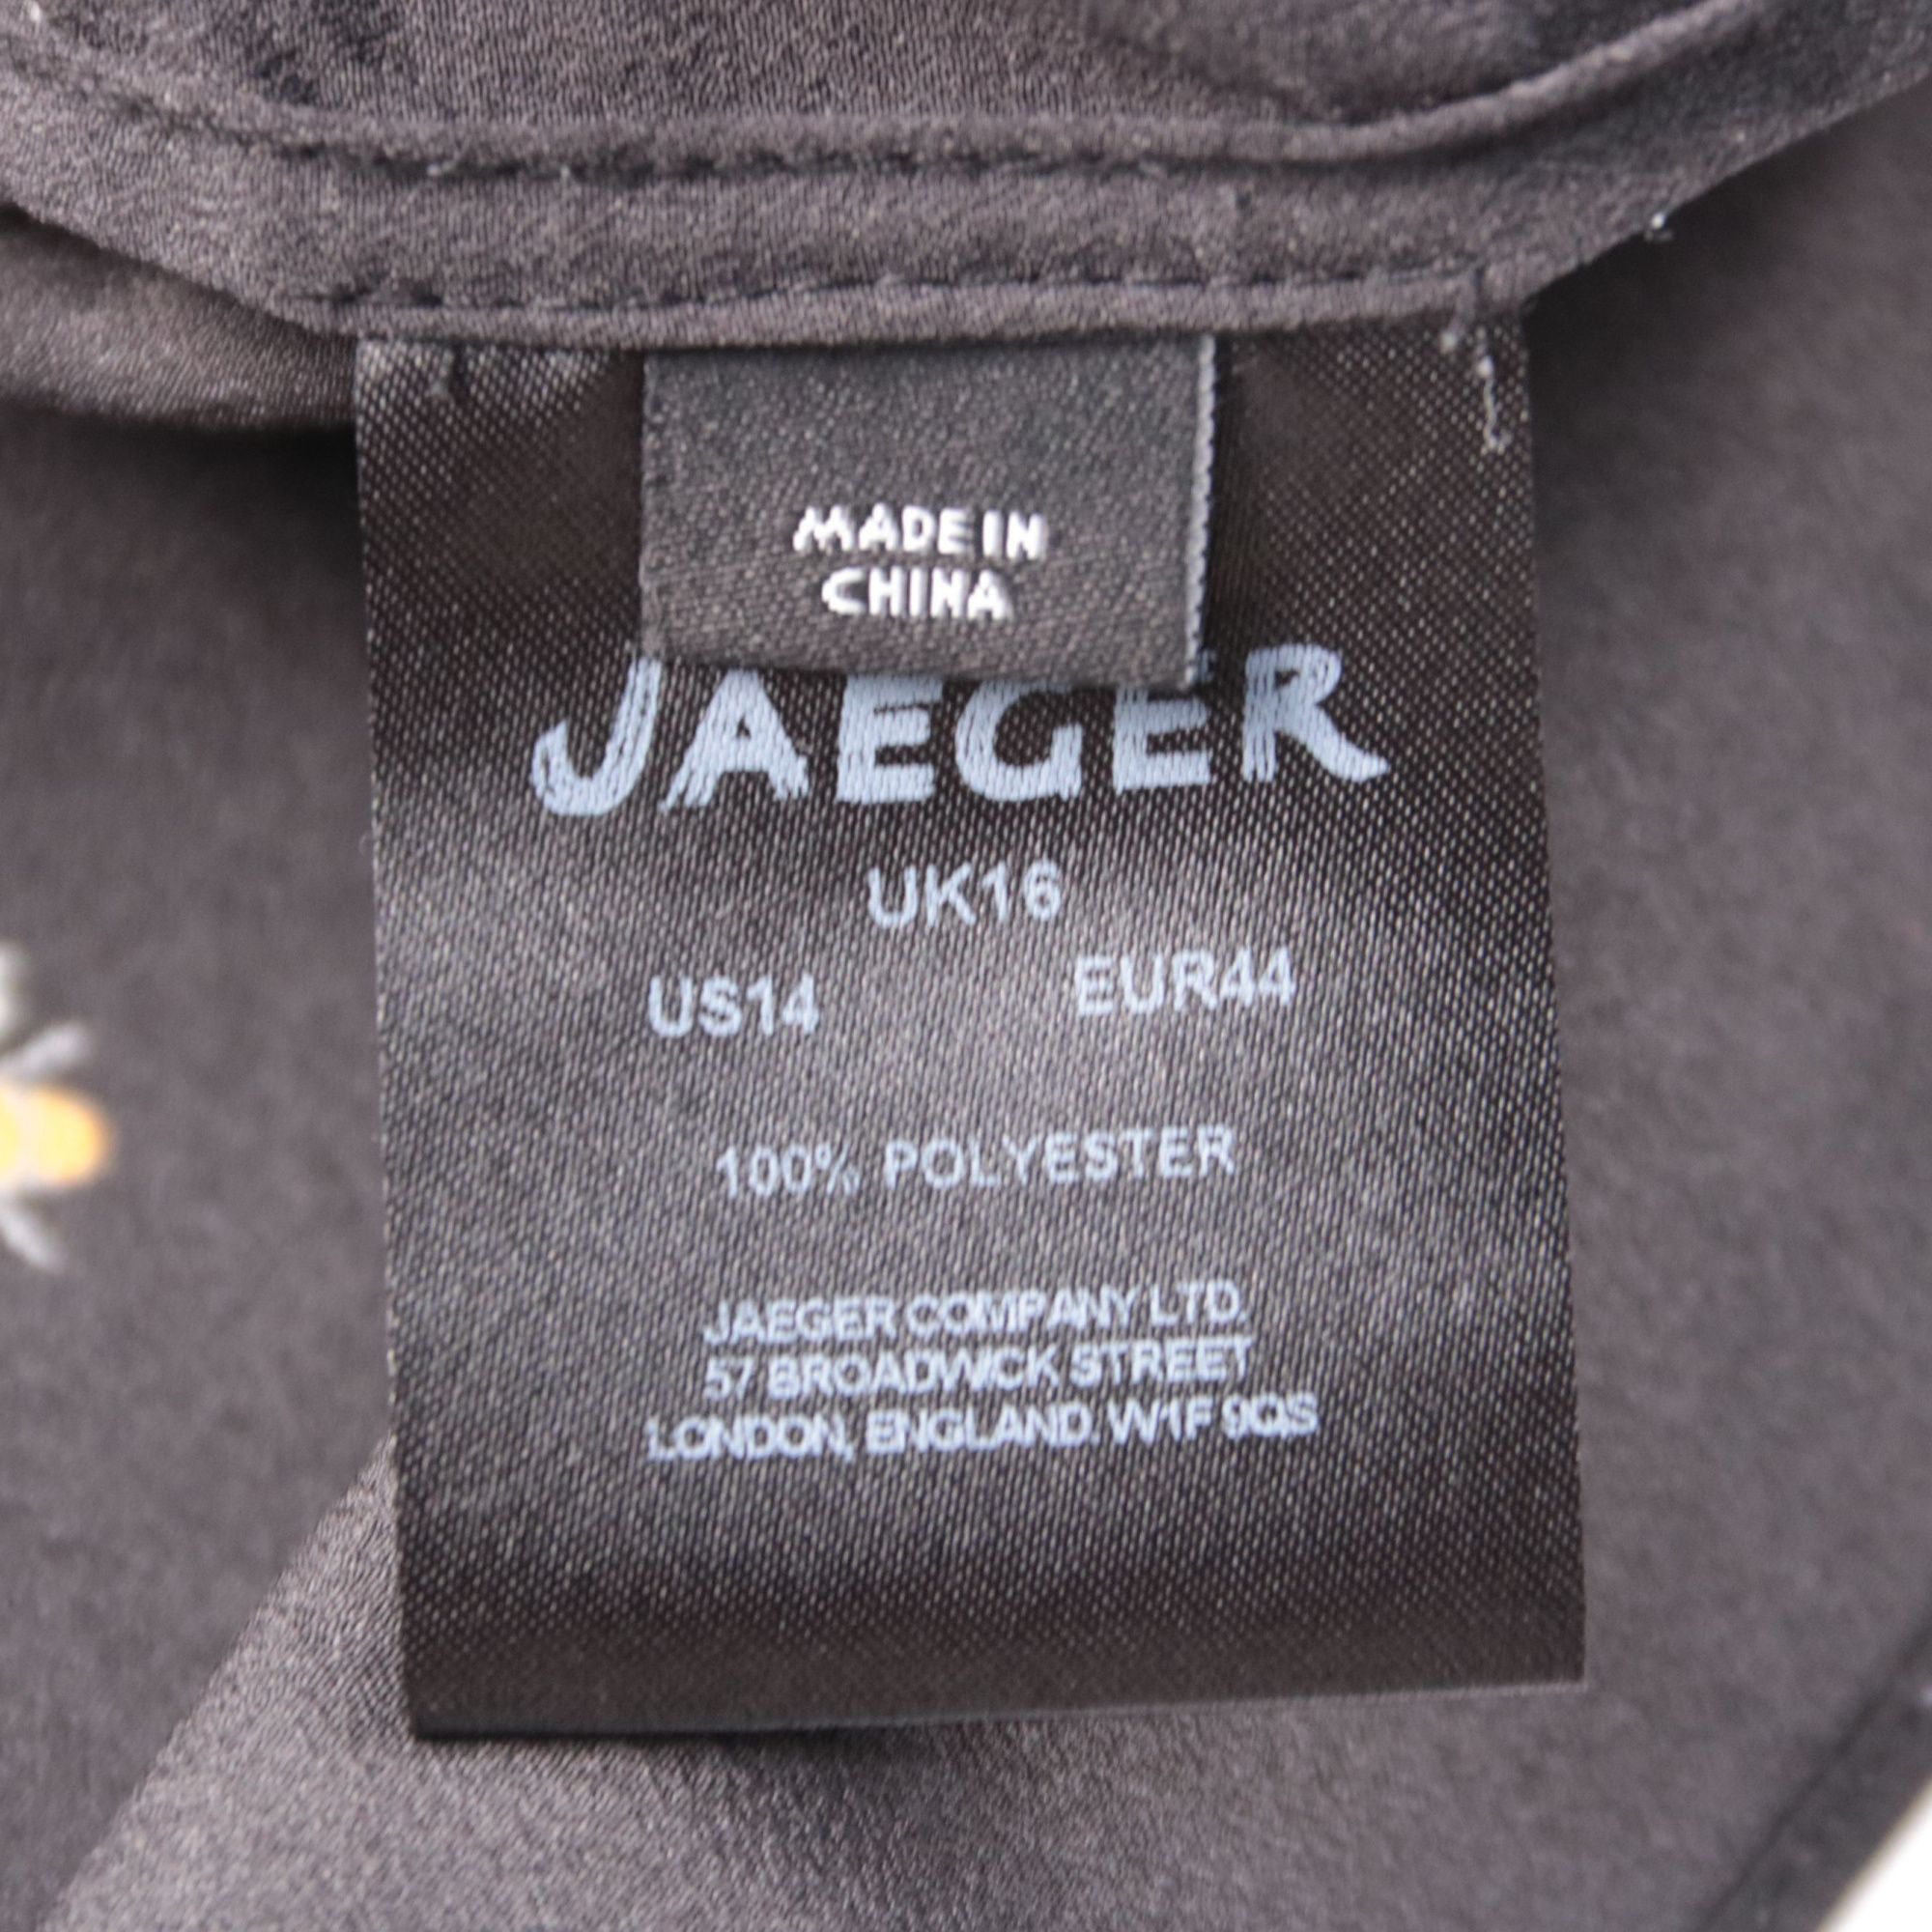 MADE IN
CHINA
JAEGER
UK16
US14 EUR44
100% POLYESTER
JAEGER COMPANY LTD.
57 BROADWICK STREET
LONDON, ENGLAND. W1F 9QS